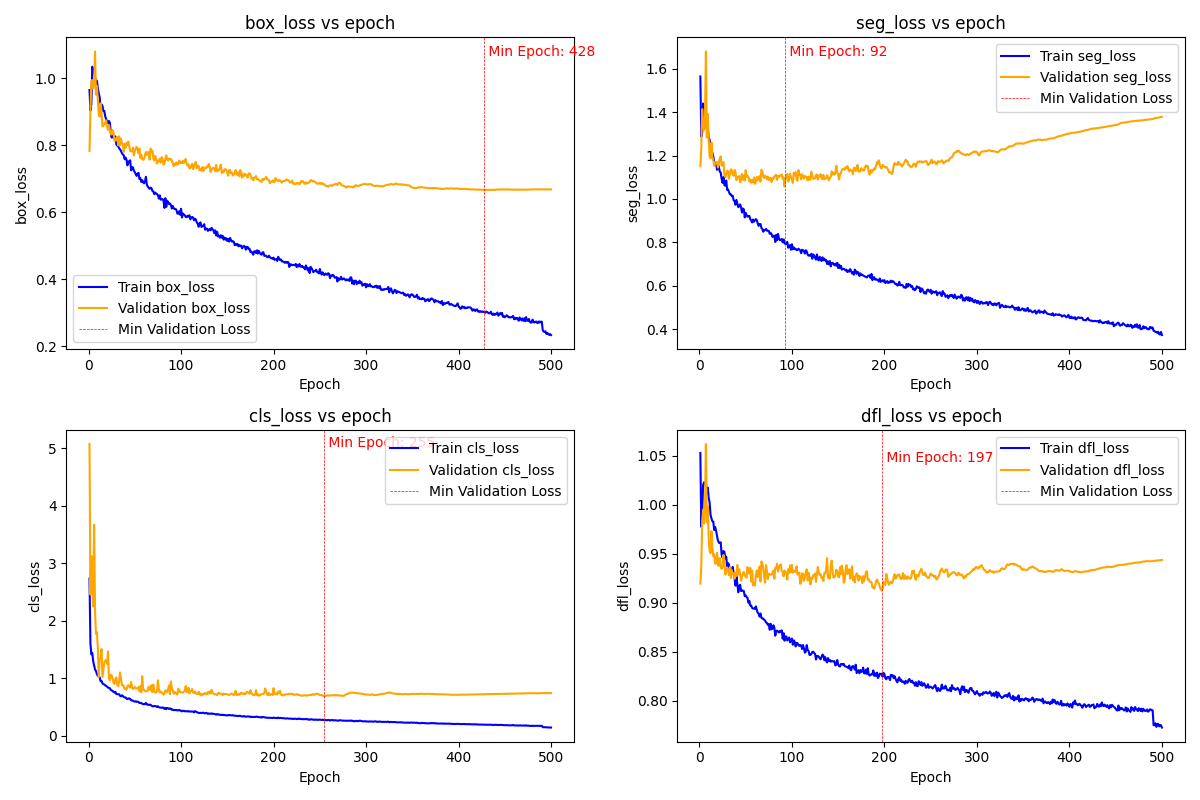 box_loss vs epoch
Min Epoch: 428
box_loss
1.0
0.8
0.6
0.4
0.2
Train box_loss
Validation box_loss
Min Validation Loss
0 100 200 300 400 500
Epoch
seg_loss vs epoch
Min Epoch: 92
seg_loss
1.6
1.4
1.2
1.0
0.8
0.6
0.4
Train seg_loss
Validation seg_loss
Min Validation Loss
0 100 200 300 400 500
Epoch
cls_loss vs epoch
Min Epoch: 255
cls_loss
5
4
3
2
1
0
Train cls_loss
Validation cls_loss
Min Validation Loss
0 100 200 300 400 500
Epoch
dfl_loss vs epoch
Min Epoch: 197
dfl_loss
1.05
1.00
0.95
0.90
0.85
0.80
Train dfl_loss
Validation dfl_loss
Min Validation Loss
0 100 200 300 400 500
Epoch